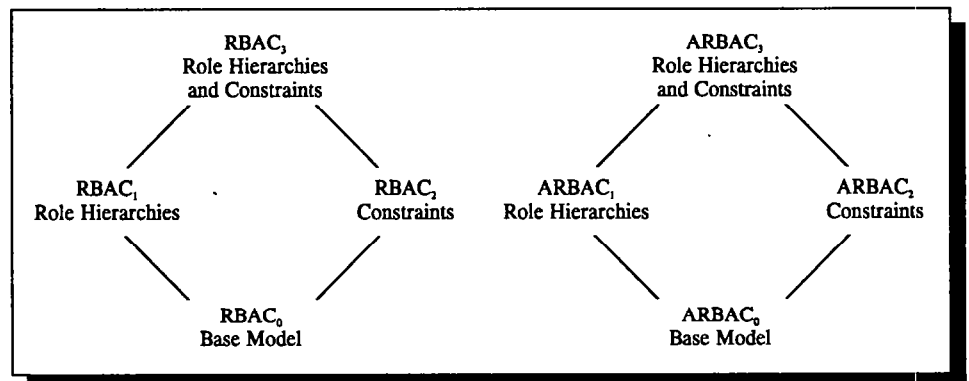 RBAC₃
Role Hierarchies
and Constraints
RBAC₁
Role Hierarchies
RBAC₂
Constraints
RBAC₀
Base Model
ARBAC₃
Role Hierarchies
and Constraints
ARBAC₁
Role Hierarchies
ARBAC₂
Constraints
ARBAC₀
Base Model